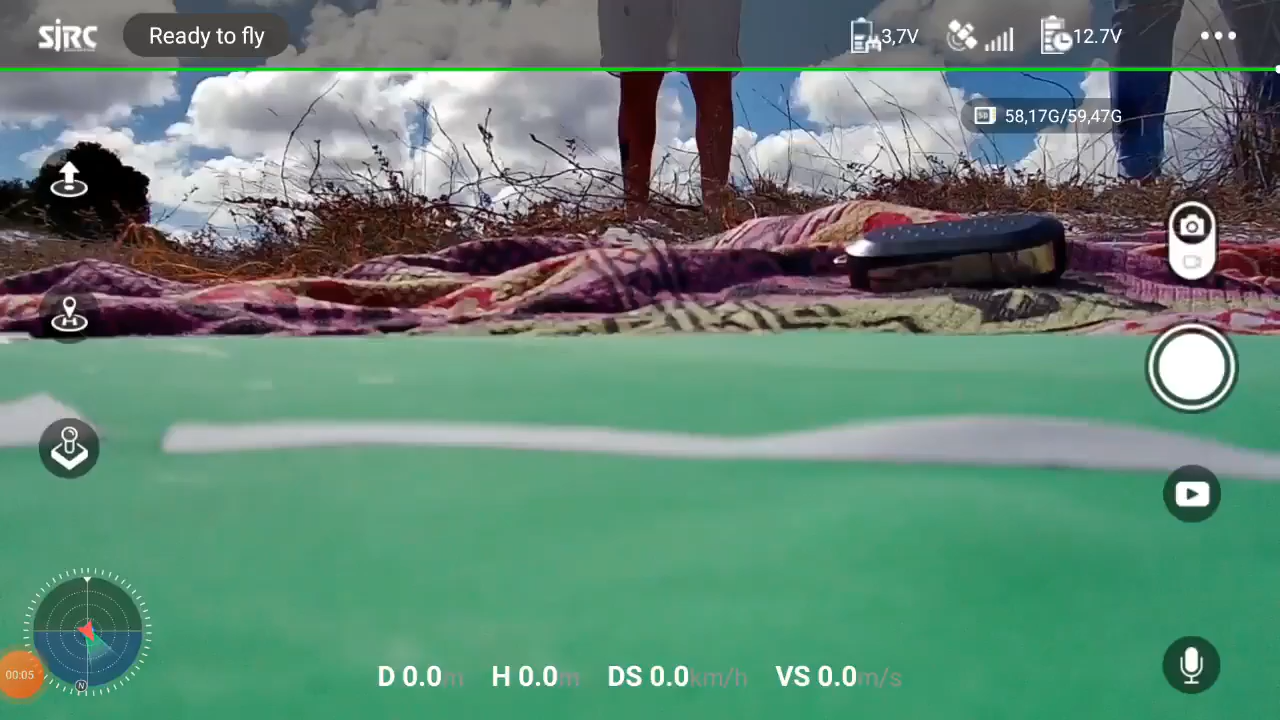 SJRC
Ready to fly
3,7V
12.7V
SD
58,17G/59,47G
H
N
00:05
D 0.0m
H 0.0m
DS 0.0km/h
VS 0.0m/s